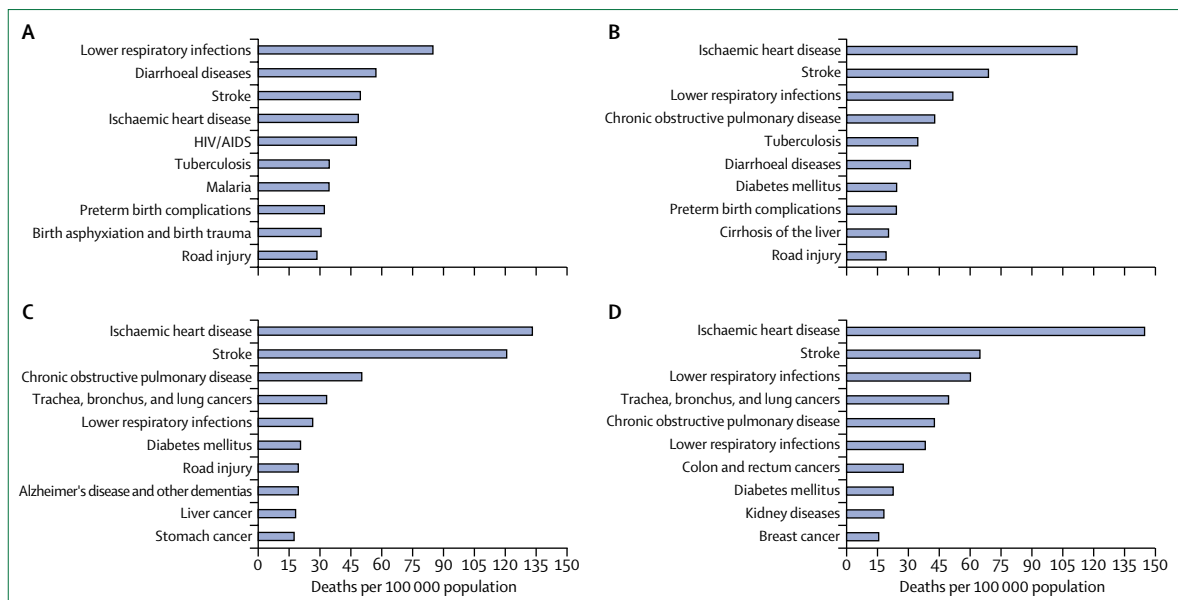 A
Lower respiratory infections
Diarrhoeal diseases
Stroke
Ischaemic heart disease
HIV/AIDS
Tuberculosis
Malaria
Preterm birth complications
Birth asphyxiation and birth trauma
Road injury
B
Ischaemic heart disease
Stroke
Lower respiratory infections
Chronic obstructive pulmonary disease
Tuberculosis
Diarrhoeal diseases
Diabetes mellitus
Preterm birth complications
Cirrhosis of the liver
Road injury
C
Ischaemic heart disease
Stroke
Chronic obstructive pulmonary disease
Trachea, bronchus, and lung cancers
Lower respiratory infections
Diabetes mellitus
Road injury
Alzheimer's disease and other dementias
Liver cancer
Stomach cancer
0 15 30 45 60 75 90 105 120 135 150
Deaths per 100 000 population
D
Ischaemic heart disease
Stroke
Lower respiratory infections
Trachea, bronchus, and lung cancers
Chronic obstructive pulmonary disease
Lower respiratory infections
Colon and rectum cancers
Diabetes mellitus
Kidney diseases
Breast cancer
0 15 30 45 60 75 90 105 120 135 150
Deaths per 100 000 population